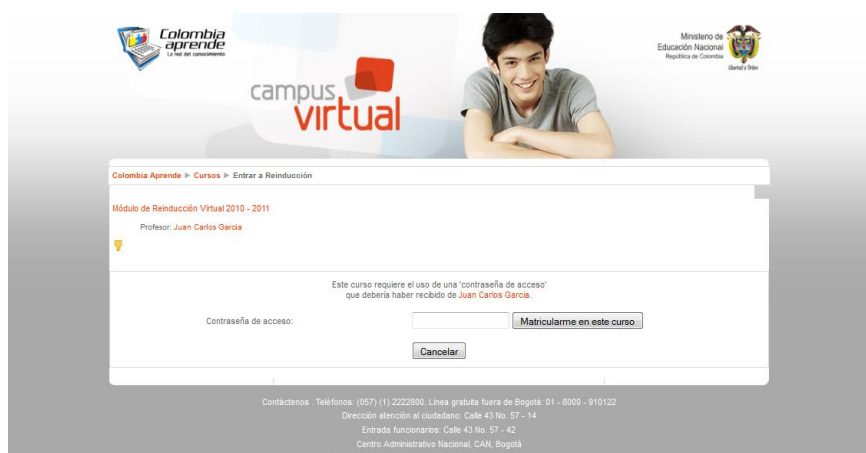 Colombia
aprende
La red del conocimiento
Ministerio de
Educación Nacional
República de Colombia
Libertad y Orden
campus
virtual
Colombia Aprende ► Cursos ► Entrar a Reinducción
Módulo de Reinducción Virtual 2010 - 2011
Profesor: Juan Carlos Garcia
Este curso requiere el uso de una 'contraseña de acceso'
que debería haber recibido de Juan Carlos Garcia.
Contraseña de acceso:
Matricularme en este curso
Cancelar
Contáctenos . Teléfonos: (057) (1) 2222800. Línea gratuita fuera de Bogotá: 01 - 8000 - 910122
Dirección atención al ciudadano: Calle 43 No. 57 - 14
Entrada funcionarios: Calle 43 No. 57 - 42
Centro Administrativo Nacional, CAN, Bogotá